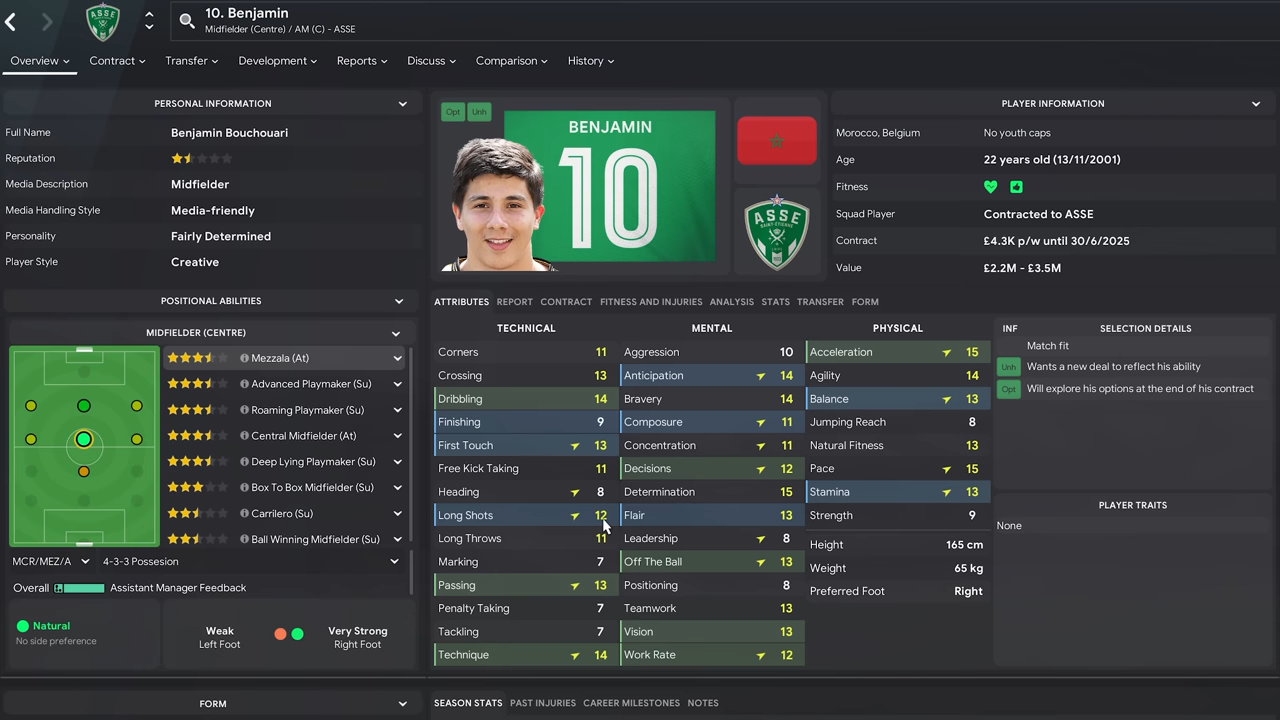 ASSE
10. Benjamin
Midfielder (Centre) / AM (C) - ASSE
Overview
Contract
Transfer
Development
Reports
Discuss
Comparison
History
PERSONAL INFORMATION
Full Name Benjamin Bouchouari
Reputation
Media Description Midfielder
Media Handling Style Media-friendly
Personality Fairly Determined
Player Style Creative
POSITIONAL ABILITIES
MIDFIELDER (CENTRE)
Mezzala (At)
Advanced Playmaker (Su)
Roaming Playmaker (Su)
Central Midfielder (At)
Deep Lying Playmaker (Su)
Box To Box Midfielder (Su)
Carrilero (Su)
Ball Winning Midfielder (Su)
MCR/MEZ/A 4-3-3 Possesion
Overall Assistant Manager Feedback
Natural
No side preference
Weak
Left Foot
Very Strong
Right Foot
FORM
Opt Unh
BENJAMIN
10
ASSE
SAINT-ETIENNE
PLAYER INFORMATION
Morocco, Belgium No youth caps
Age 22 years old (13/11/2001)
Fitness
Squad Player Contracted to ASSE
Contract £4.3K p/w until 30/6/2025
Value £2.2M - £3.5M
ATTRIBUTES REPORT CONTRACT FITNESS AND INJURIES ANALYSIS STATS TRANSFER FORM
TECHNICAL
Corners 11
Crossing 13
Dribbling 14
Finishing 9
First Touch 13
Free Kick Taking 11
Heading 8
Long Shots 12
Long Throws 11
Marking 7
Passing 13
Penalty Taking 7
Tackling 7
Technique 14
MENTAL
Aggression 10
Anticipation 14
Bravery 14
Composure 11
Concentration 11
Decisions 12
Determination 15
Flair 13
Leadership 8
Off The Ball 13
Positioning 8
Teamwork 13
Vision 13
Work Rate 12
PHYSICAL
Acceleration 15
Agility 14
Balance 13
Jumping Reach 8
Natural Fitness 13
Pace 15
Stamina 13
Strength 9
Height 165 cm
Weight 65 kg
Preferred Foot Right
INF SELECTION DETAILS
Match fit
Unh Wants a new deal to reflect his ability
Opt Will explore his options at the end of his contract
PLAYER TRAITS
None
SEASON STATS PAST INJURIES CAREER MILESTONES NOTES